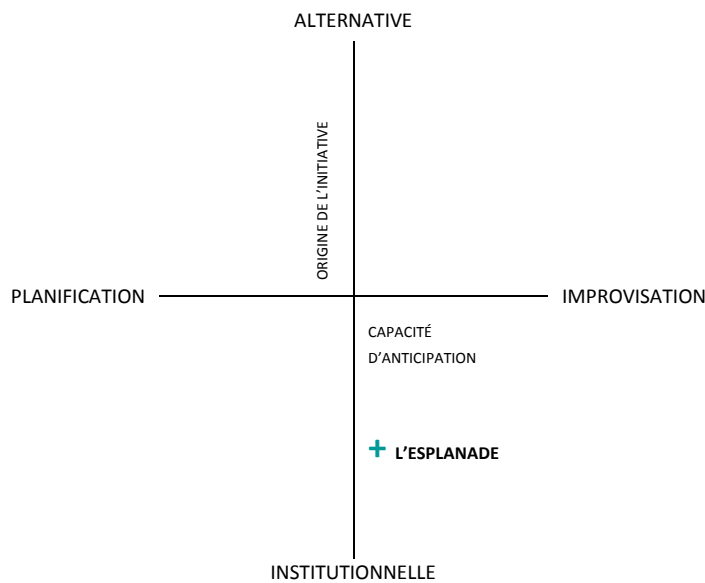 ALTERNATIVE
ORIGINE DE L’INITIATIVE
PLANIFICATION
IMPROVISATION
CAPACITÉ
D’ANTICIPATION
+ L’ESPLANADE
INSTITUTIONNELLE